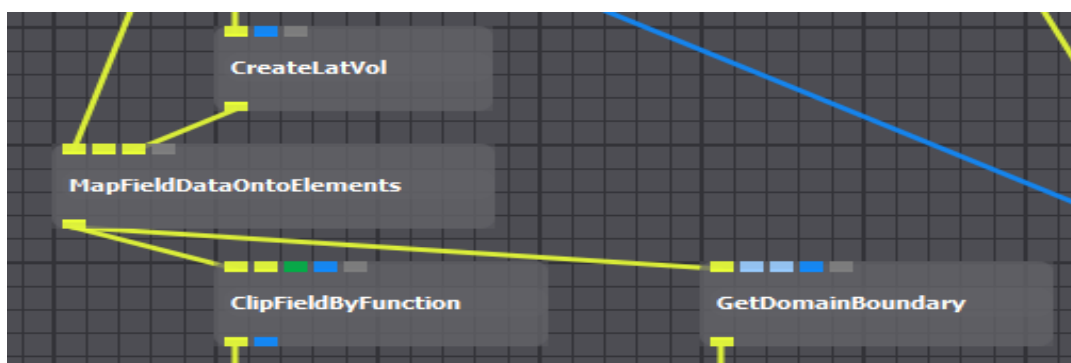 CreateLatVol
MapFieldDataOntoElements
ClipFieldByFunction
GetDomainBoundary